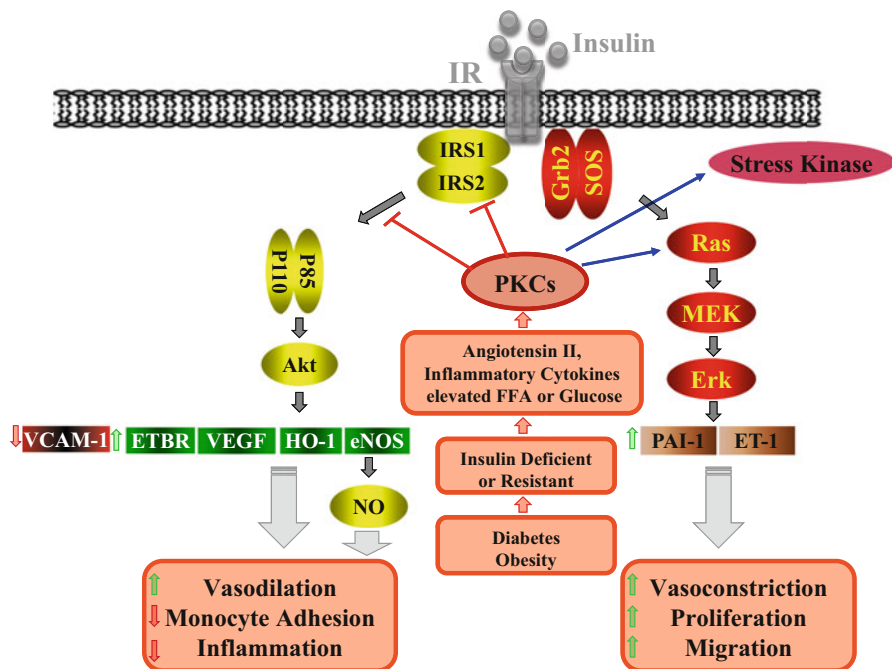 Insulin
IR
IRS1
IRS2
Grb2
SOS
Stress Kinase
P110
P85
Ras
PKCs
MEK
Akt
Angiotensin II,
Inflammatory Cytokines
elevated FFA or Glucose
Erk
VCAM-1 ETBR VEGF HO-1 eNOS
PAI-1 ET-1
Insulin Deficient
or Resistant
NO
Diabetes
Obesity
Vasodilation
Monocyte Adhesion
Inflammation
Vasoconstriction
Proliferation
Migration